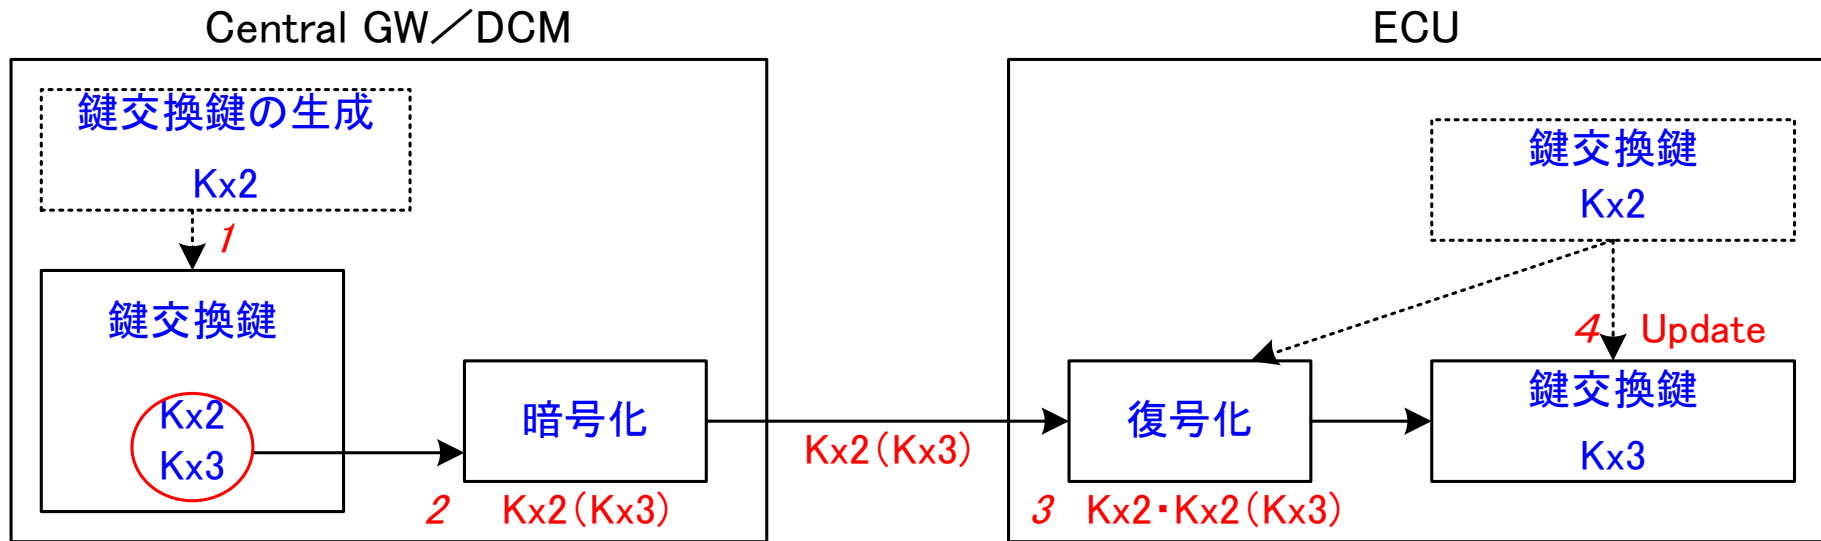 Central GW／DCM
鍵交換鍵の生成
Kx2
1
鍵交換鍵
Kx2
Kx3
暗号化
2 Kx2（Kx3）
Kx2（Kx3）
ECU
鍵交換鍵
Kx2
4 Update
復号化
3 Kx2・Kx2（Kx3）
鍵交換鍵
Kx3